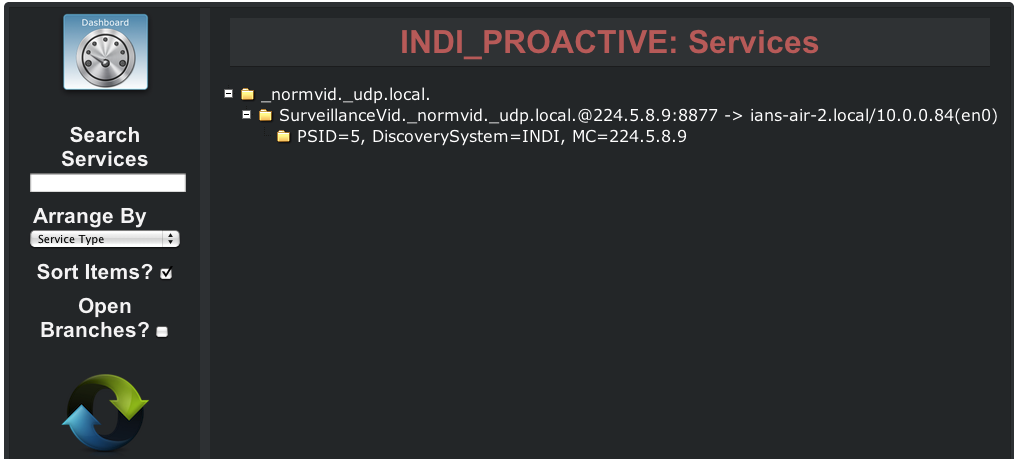 Dashboard
INDI_PROACTIVE: Services
Search
Services
Arrange By
Service Type
Sort Items?
Open
Branches?
_normvid._udp.local.
SurveillanceVid._normvid._udp.local.@224.5.8.9:8877 -> ians-air-2.local/10.0.0.84(en0)
PSID=5, DiscoverySystem=INDI, MC=224.5.8.9